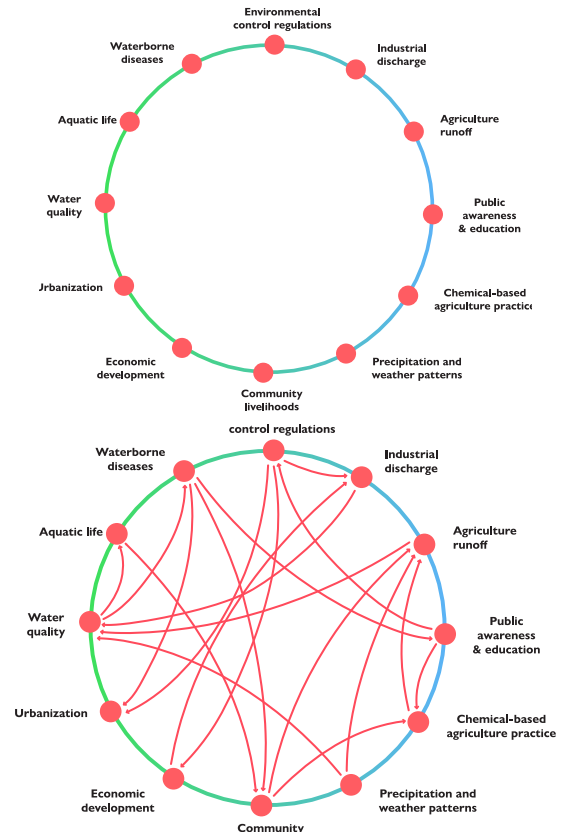 Environmental
control regulations
Waterborne
diseases
Industrial
discharge
Aquatic life
Agriculture
runoff
Water
quality
Public
awareness
& education
Jrbanization
Chemical-based
agriculture practice
Economic
development
Precipitation and
weather patterns
Community
livelihoods
control regulations
Waterborne
diseases
Industrial
discharge
Aquatic life
Agriculture
runoff
Water
quality
Public
awareness
& education
Urbanization
Chemical-based
agriculture practice
Economic
development
Precipitation and
weather patterns
Community